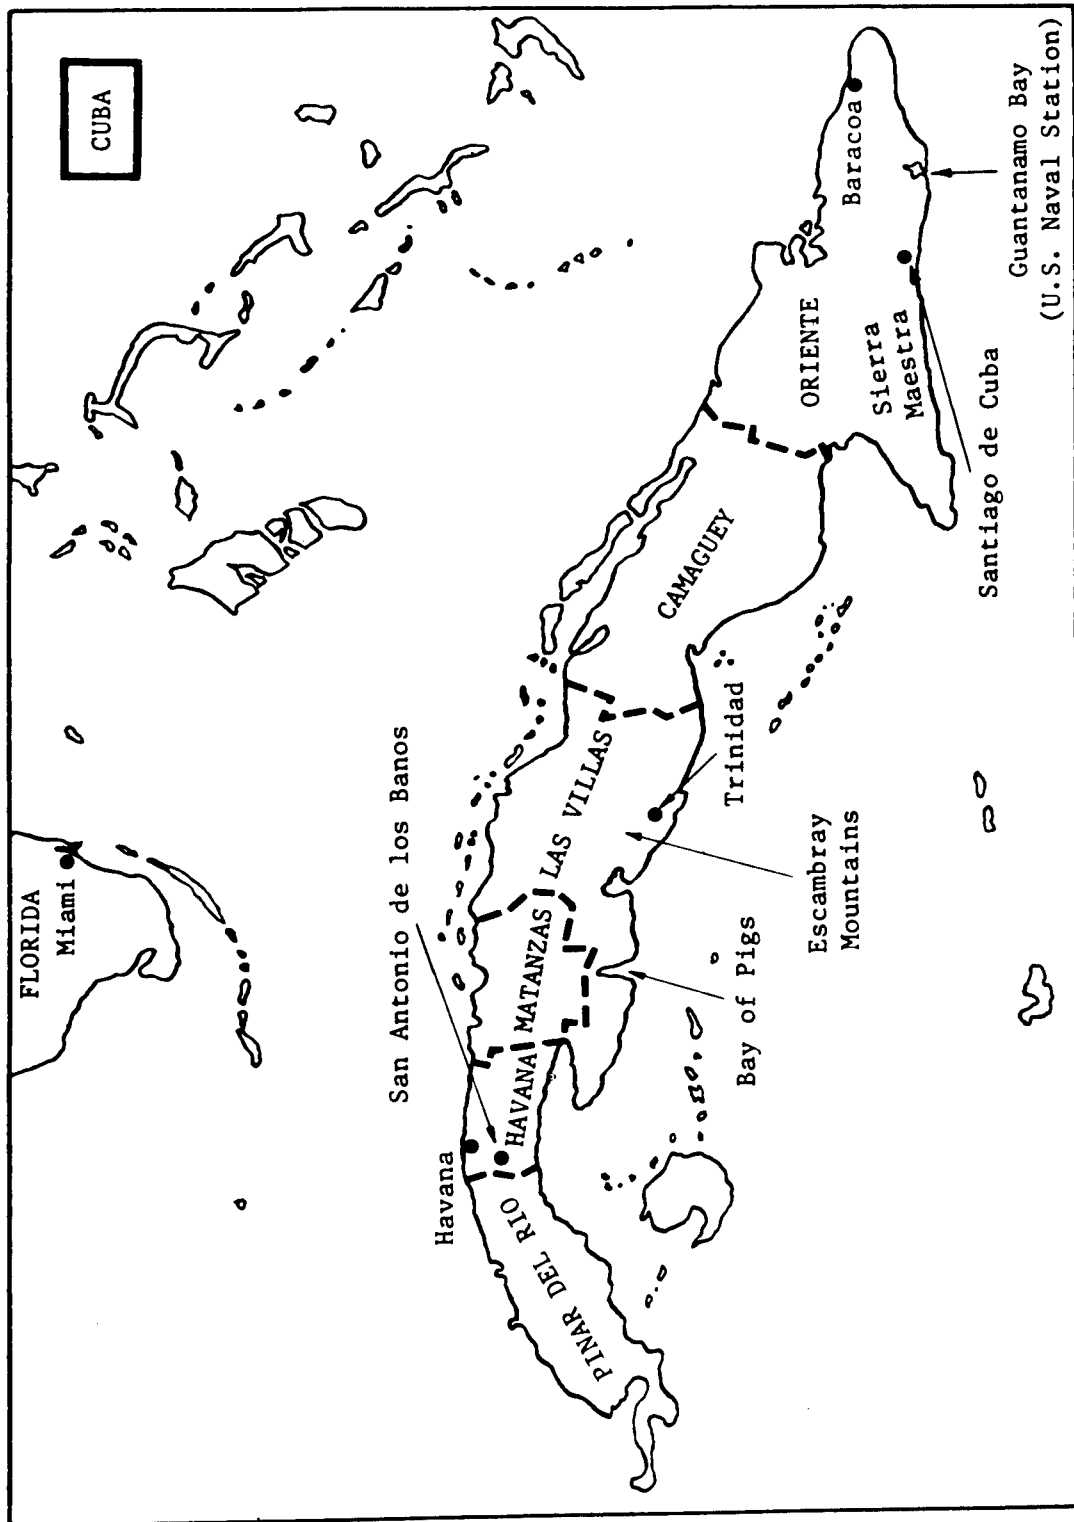 CUBA
FLORIDA
Miami
San Antonio de los Banos
Havana
PINAR DEL RIO
HAVANA
MATANZAS
LAS VILLAS
CAMAGUEY
ORIENTE
Sierra
Maestra
Baracoa
Bay of Pigs
Escambray
Mountains
Trinidad
Santiago de Cuba
Guantanamo Bay
(U.S. Naval Station)